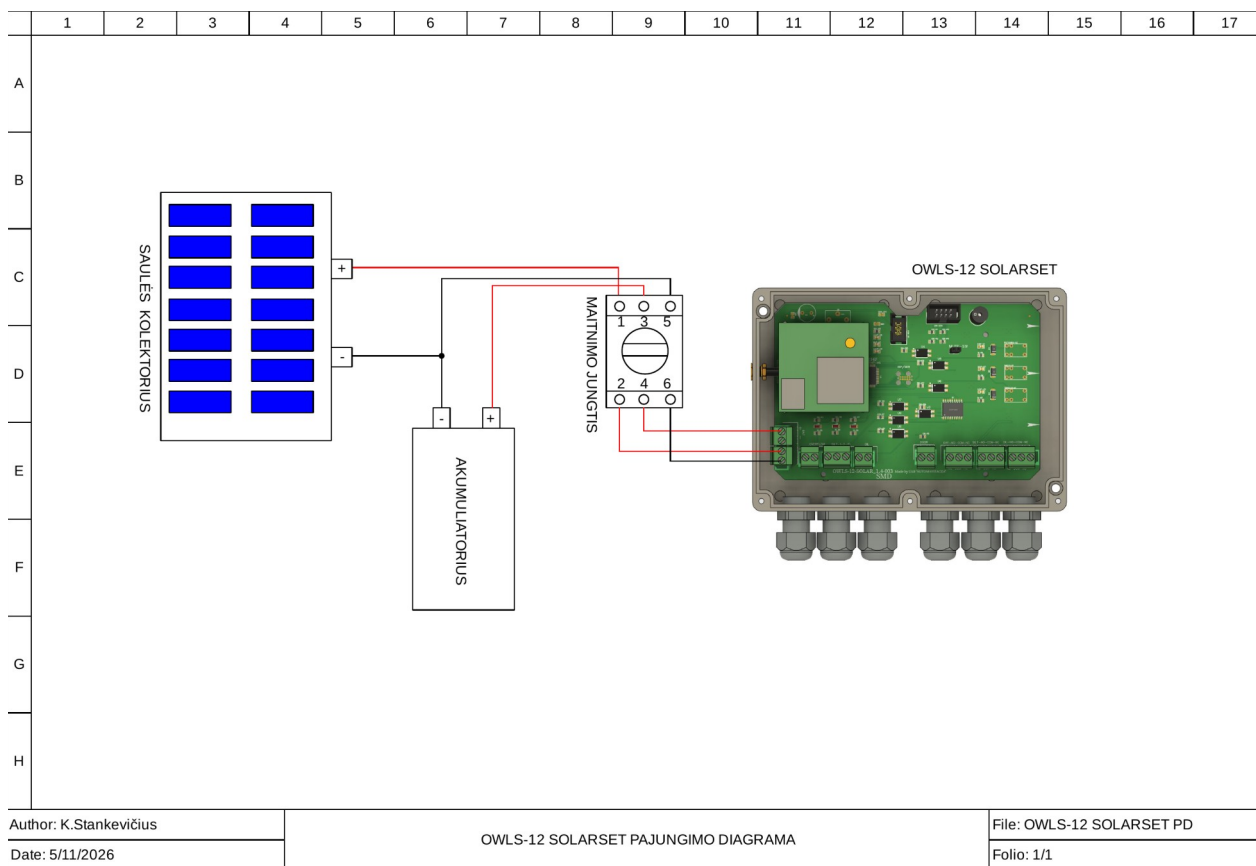 1 2 3 4 5 6 7 8 9 10 11 12 13 14 15 16 17
A
B
C
D
E
F
G
H
SAULĖS KOLEKTORIUS
+
-
-
+
AKUMULIATORIUS
MAITNIMO JUNGTIS
1 3 5
2 4 6
OWLS-12 SOLARSET
SMD
Author: K.Stankevičius
Date: 5/11/2026
OWLS-12 SOLARSET PAJUNGIMO DIAGRAMA
File: OWLS-12 SOLARSET PD
Folio: 1/1